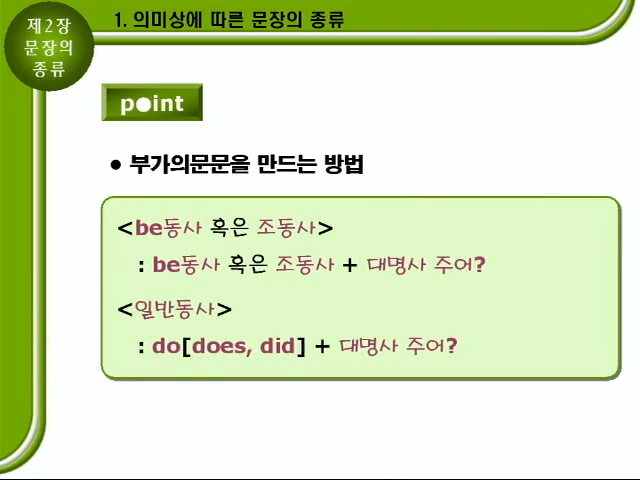 제2장
문장의
종류
1. 의미상에 따른 문장의 종류
point
● 부가의문문을 만드는 방법
<be동사 혹은 조동사>
: be동사 혹은 조동사 + 대명사 주어?
<일반동사>
: do[does, did] + 대명사 주어?